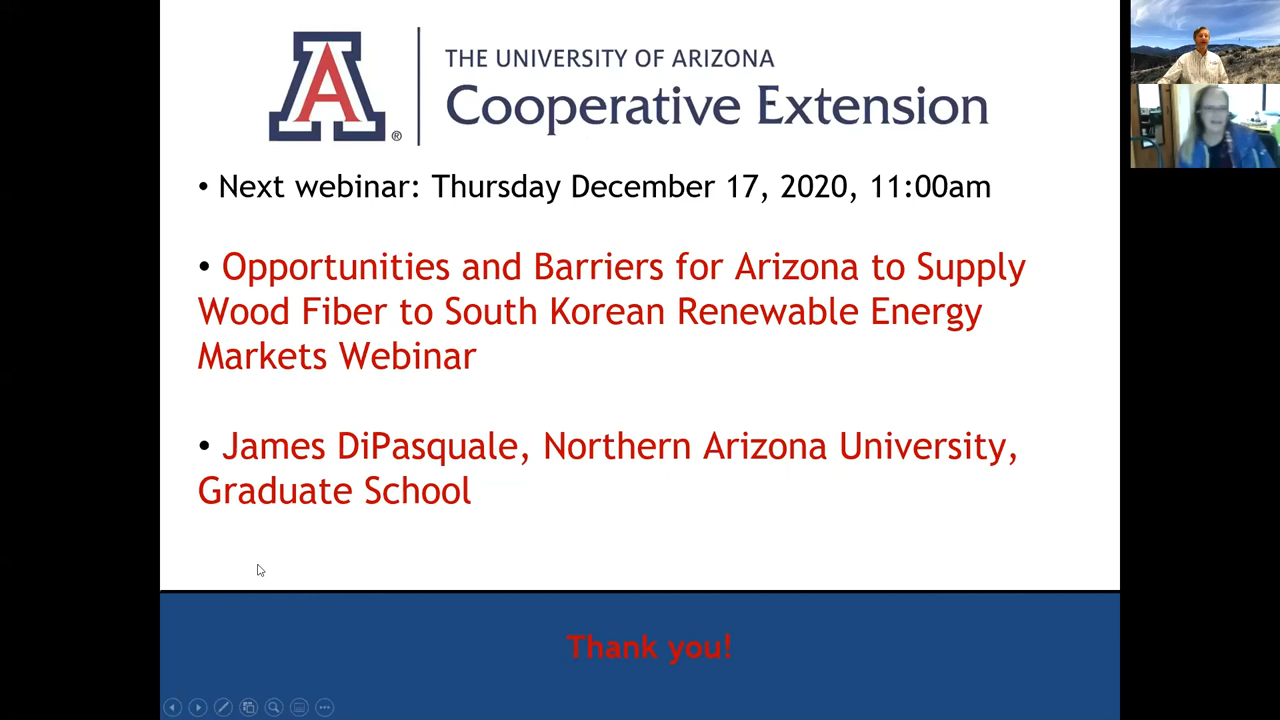 A®
THE UNIVERSITY OF ARIZONA
Cooperative Extension
• Next webinar: Thursday December 17, 2020, 11:00am
• Opportunities and Barriers for Arizona to Supply
Wood Fiber to South Korean Renewable Energy
Markets Webinar
• James DiPasquale, Northern Arizona University,
Graduate School
Thank you!